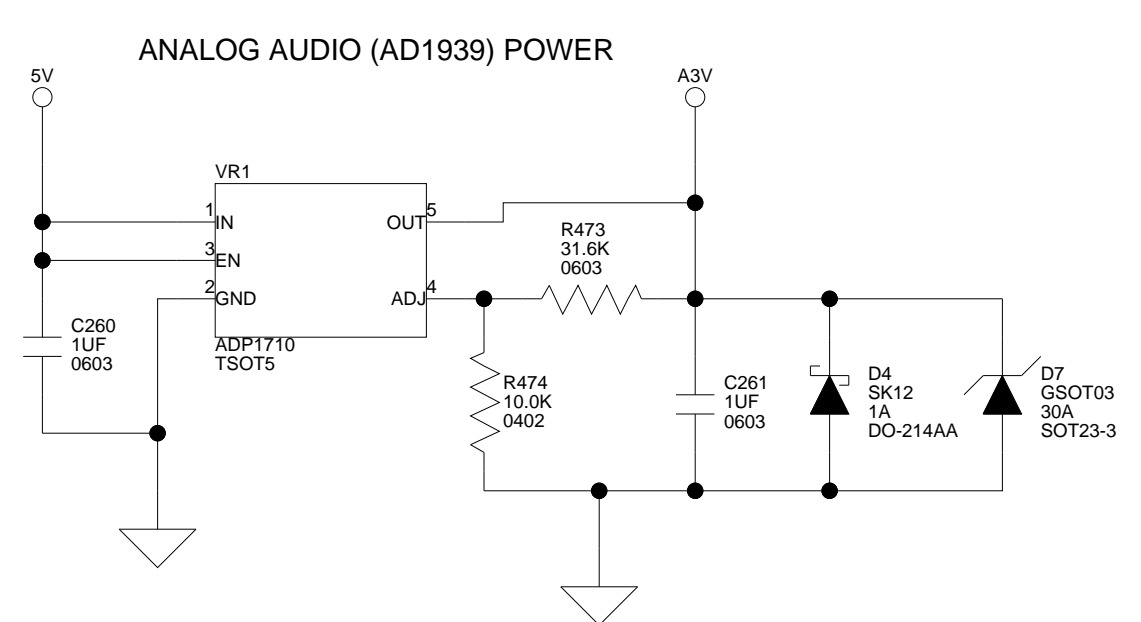 ANALOG AUDIO (AD1939) POWER
5V
A3V
VR1
1
IN
3
EN
2
GND
OUT
5
ADJ
4
ADP1710
TSOT5
R473
31.6K
0603
C260
1UF
0603
R474
10.0K
0402
C261
1UF
0603
D4
SK12
1A
DO-214AA
D7
GSOT03
30A
SOT23-3